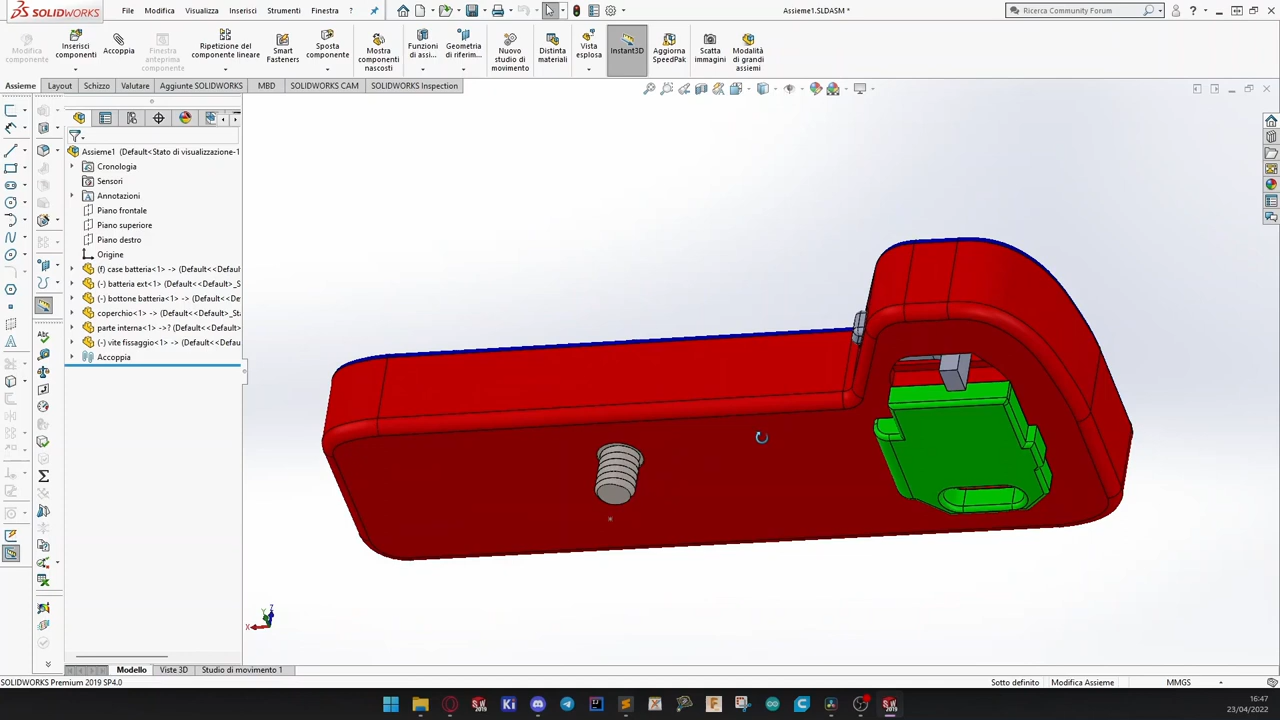 SOLIDWORKS File Modifica Visualizza Inserisci Strumenti Finestra Assieme1.SLDASM * Ricerca Community Forum
Modifica componente
Inserisci componenti
Accoppia
Finestra anteprima componente
Ripetizione del componente lineare
Smart Fasteners
Sposta componente
Mostra componenti nascosti
Funzioni di assi...
Geometria di riferim...
Nuovo studio di movimento
Distinta materiali
Vista esplosa
Instant3D
Aggiorna SpeedPak
Scatta immagini
Modalità di grandi assiemi
Assieme Layout Schizzo Valutare Aggiunte SOLIDWORKS MBD SOLIDWORKS CAM SOLIDWORKS Inspection
Assieme1 (Default<Stato di visualizzazione-1
Cronologia
Sensori
Annotazioni
Piano frontale
Piano superiore
Piano destro
Origine
(f) case batteria<1> -> (Default<<Defaul
(-) batteria ext<1> -> (Default<<Default>_S
(-) bottone batteria<1> -> (Default<<De
coperchio<1> -> (Default<<Default>_Sta
parte interna<1> ->? (Default<<Default>
(-) vite fissaggio<1> -> (Default<<Defau
Accoppia
X Y Z
Modello Viste 3D Studio di movimento 1
SOLIDWORKS Premium 2019 SP4.0 Sotto definito Modifica Assieme MMGS
16:47
23/04/2022